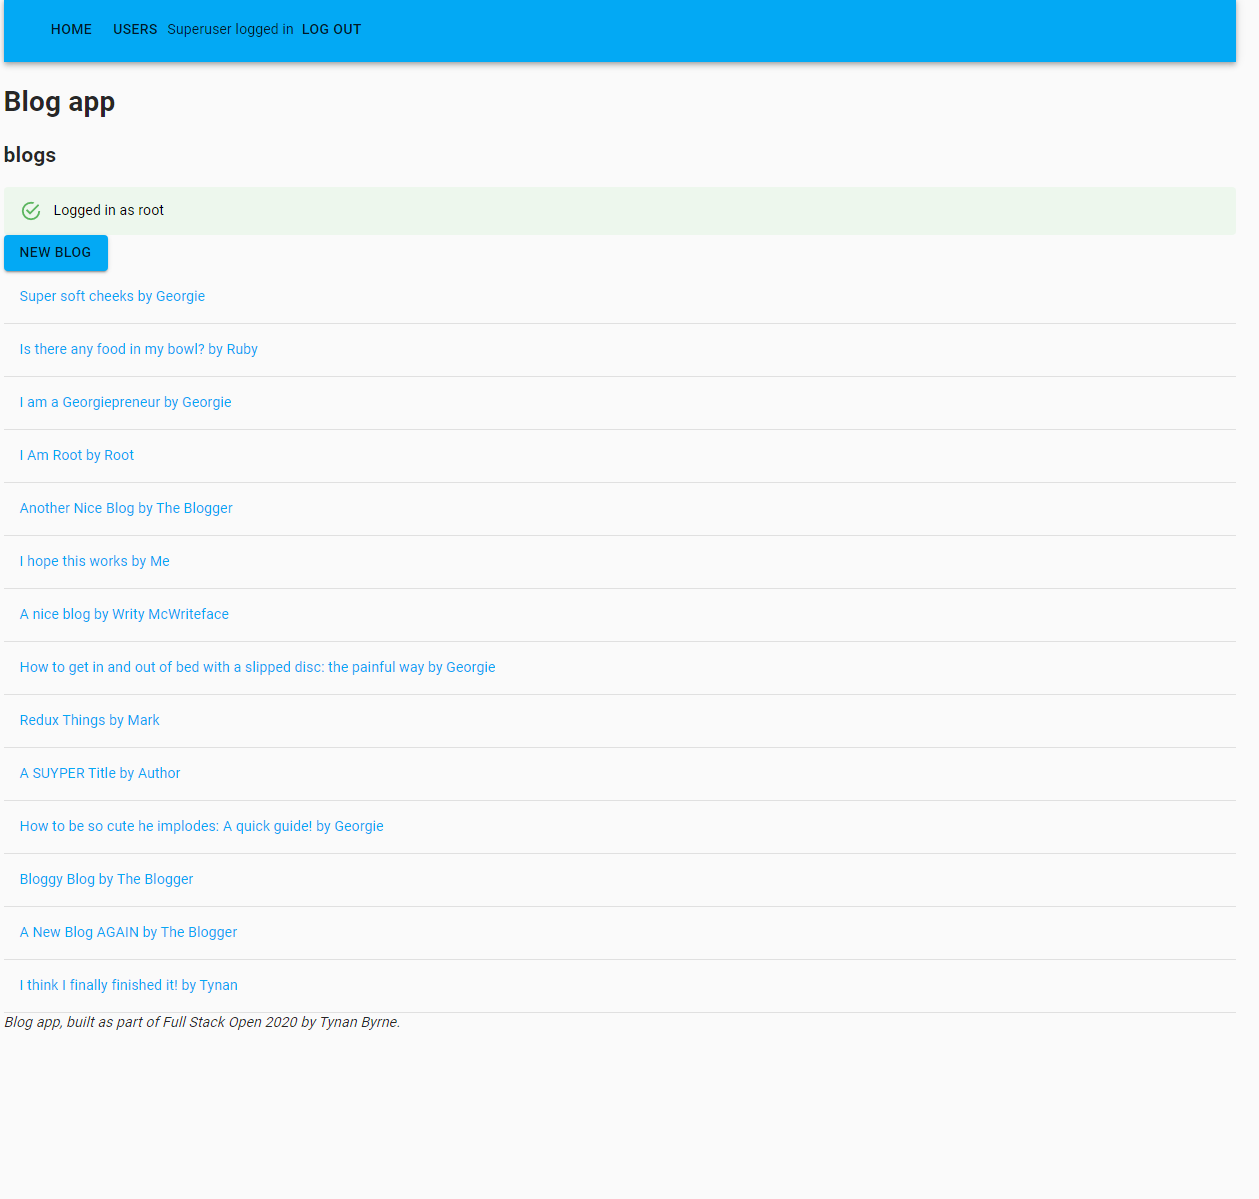 HOME USERS Superuser logged in LOG OUT
Blog app
blogs
Logged in as root
NEW BLOG
Super soft cheeks by Georgie
Is there any food in my bowl? by Ruby
I am a Georgiepreneur by Georgie
I Am Root by Root
Another Nice Blog by The Blogger
I hope this works by Me
A nice blog by Writy McWriteface
How to get in and out of bed with a slipped disc: the painful way by Georgie
Redux Things by Mark
A SUYPER Title by Author
How to be so cute he implodes: A quick guide! by Georgie
Bloggy Blog by The Blogger
A New Blog AGAIN by The Blogger
I think I finally finished it! by Tynan
Blog app, built as part of Full Stack Open 2020 by Tynan Byrne.